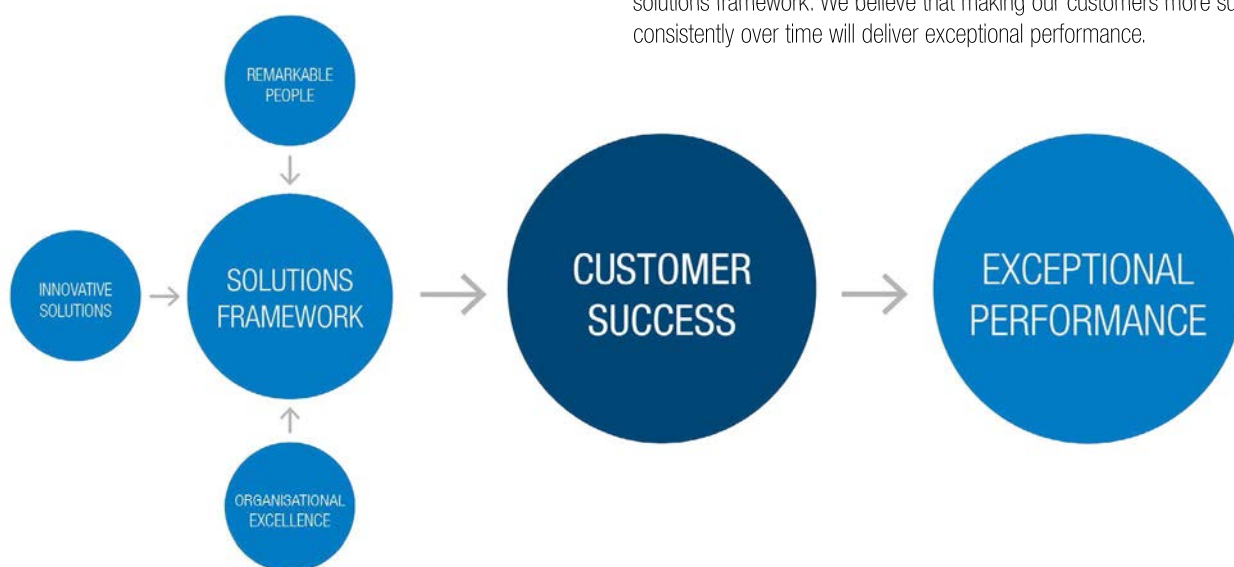 solutions framework. We believe that making our customers more su
consistently over time will deliver exceptional performance.
REMARKABLE
PEOPLE
INNOVATIVE
SOLUTIONS
SOLUTIONS
FRAMEWORK
ORGANISATIONAL
EXCELLENCE
CUSTOMER
SUCCESS
EXCEPTIONAL
PERFORMANCE